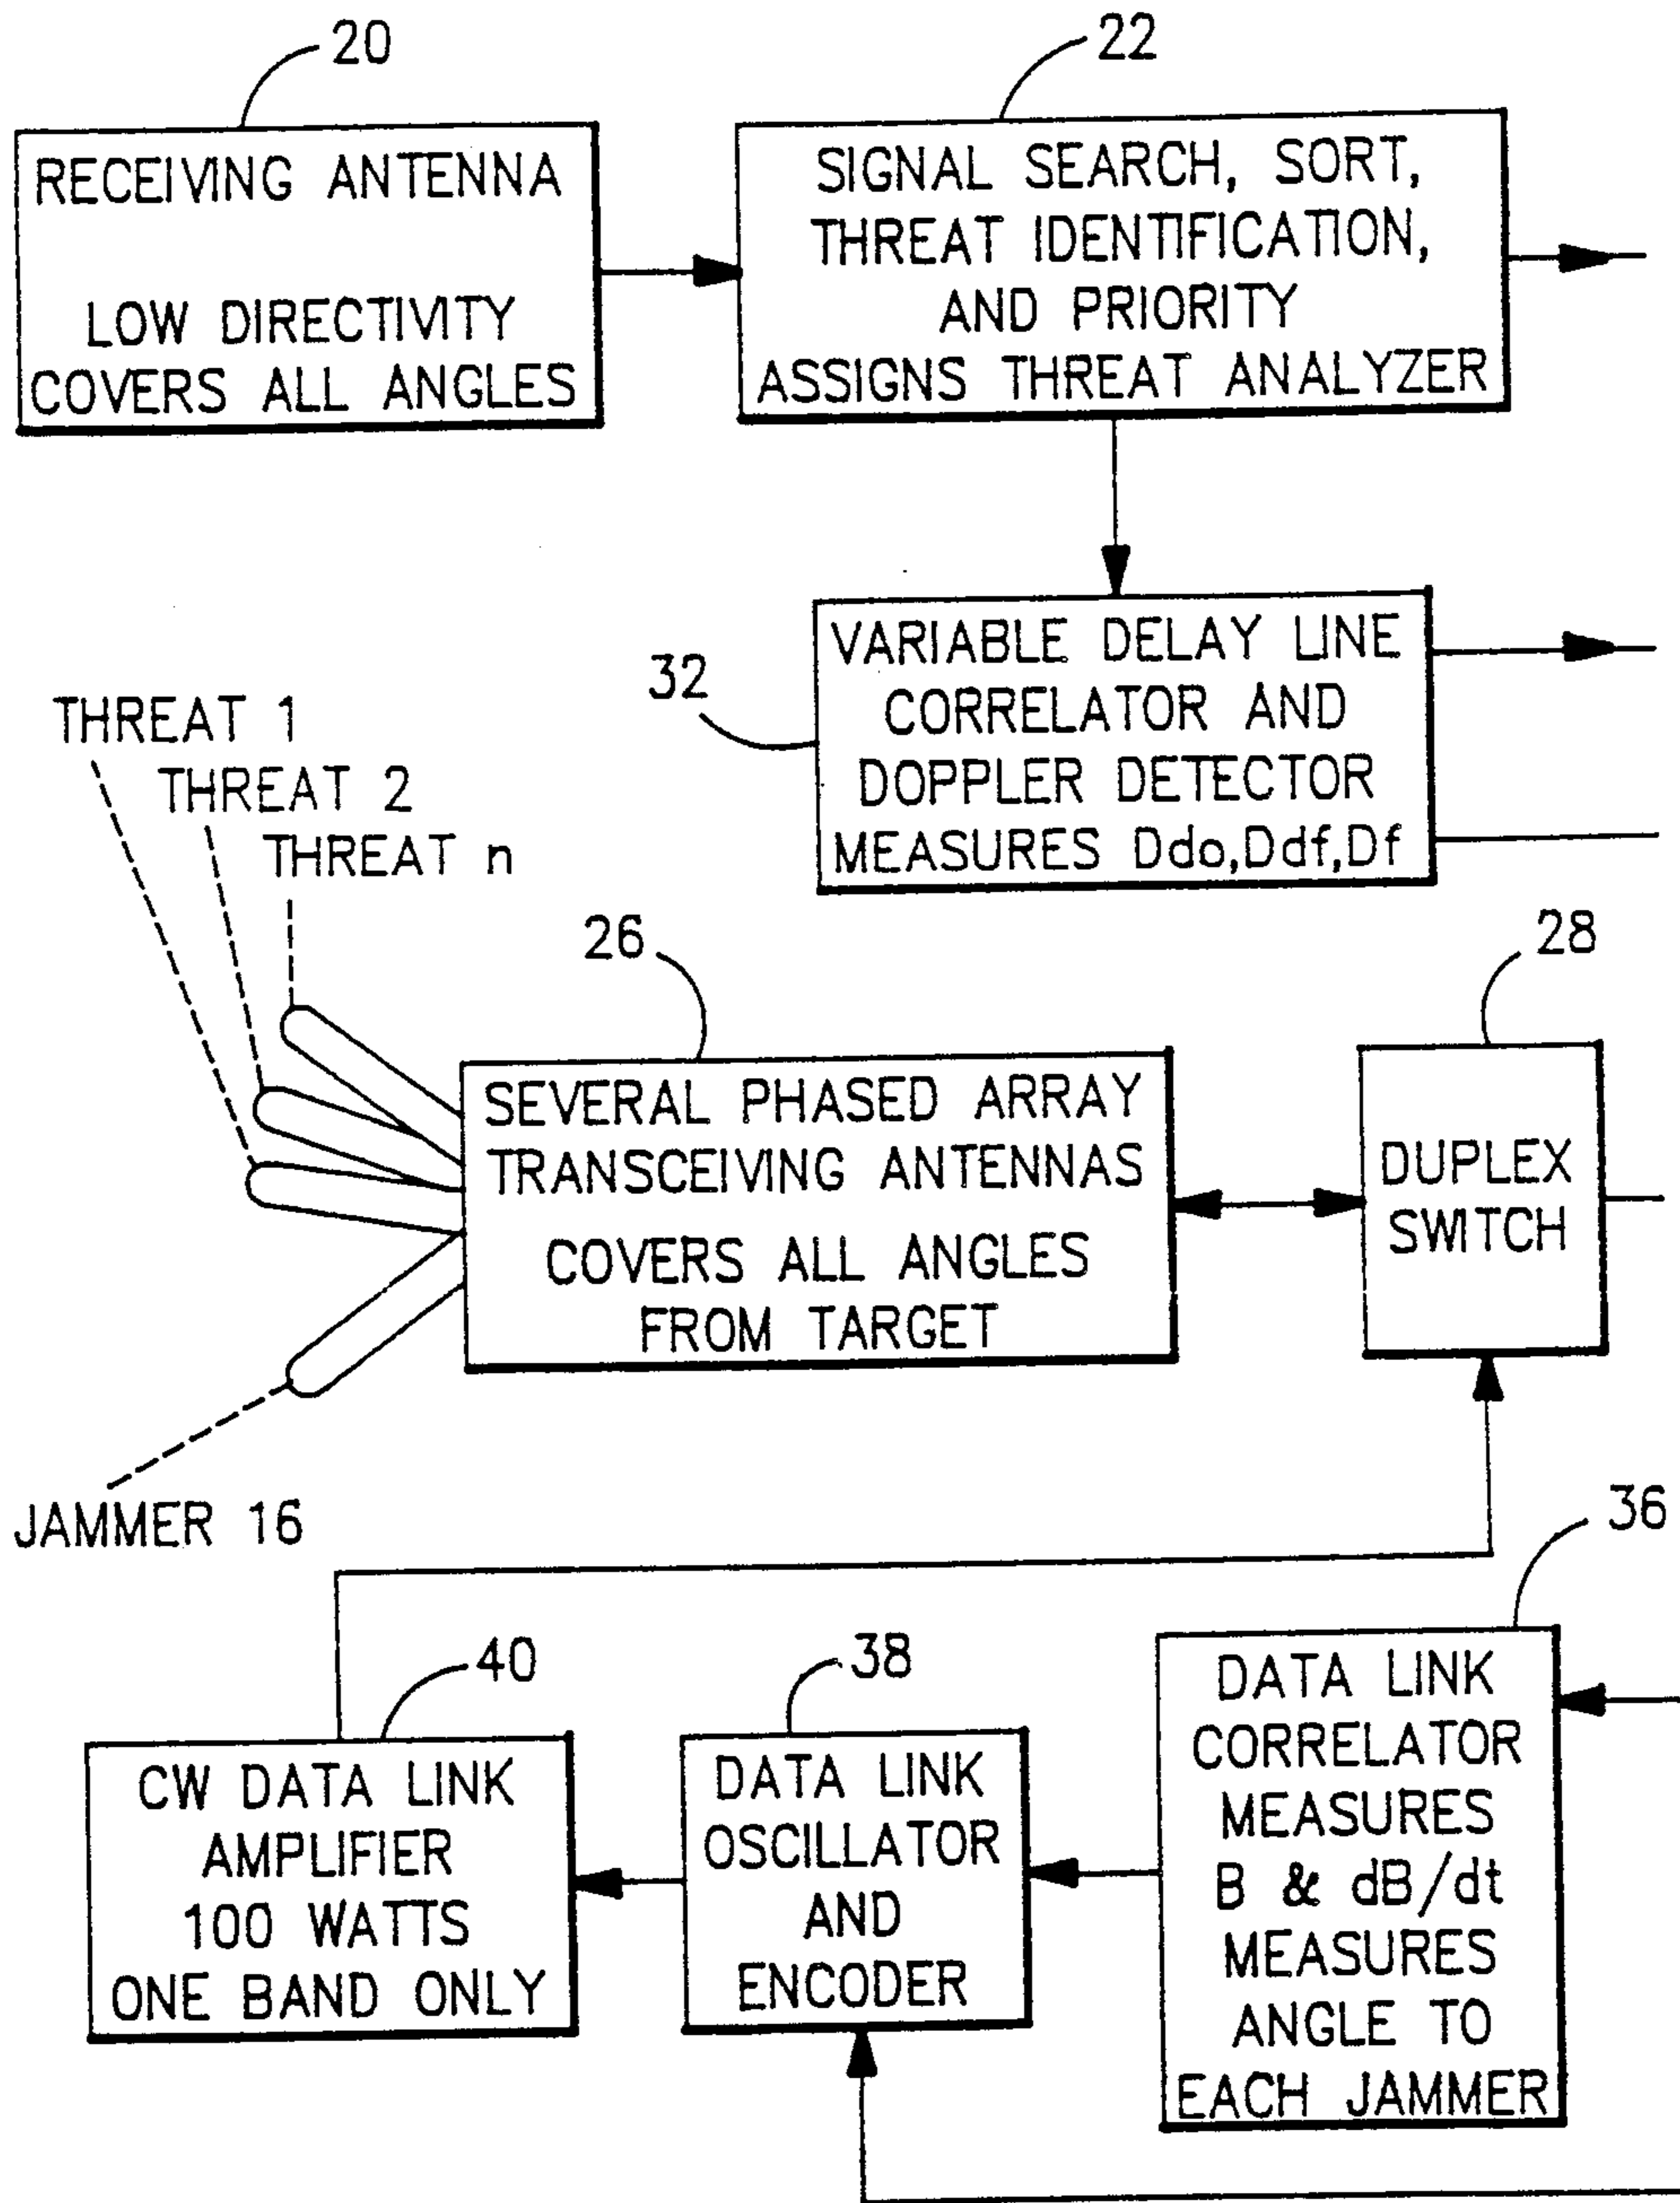 20
22
RECEIVING ANTENNA
LOW DIRECTIVITY
COVERS ALL ANGLES
SIGNAL SEARCH, SORT,
THREAT IDENTIFICATION,
AND PRIORITY
ASSIGNS THREAT ANALYZER
32
VARIABLE DELAY LINE
CORRELATOR AND
DOPPLER DETECTOR
MEASURES Ddo,Ddf,Df
THREAT 1
THREAT 2
THREAT n
26
28
SEVERAL PHASED ARRAY
TRANSCEIVING ANTENNAS
COVERS ALL ANGLES
FROM TARGET
DUPLEX
SWITCH
JAMMER 16
36
40
38
CW DATA LINK
AMPLIFIER
100 WATTS
ONE BAND ONLY
DATA LINK
OSCILLATOR
AND
ENCODER
DATA LINK
CORRELATOR
MEASURES
B & dB/dt
MEASURES
ANGLE TO
EACH JAMMER